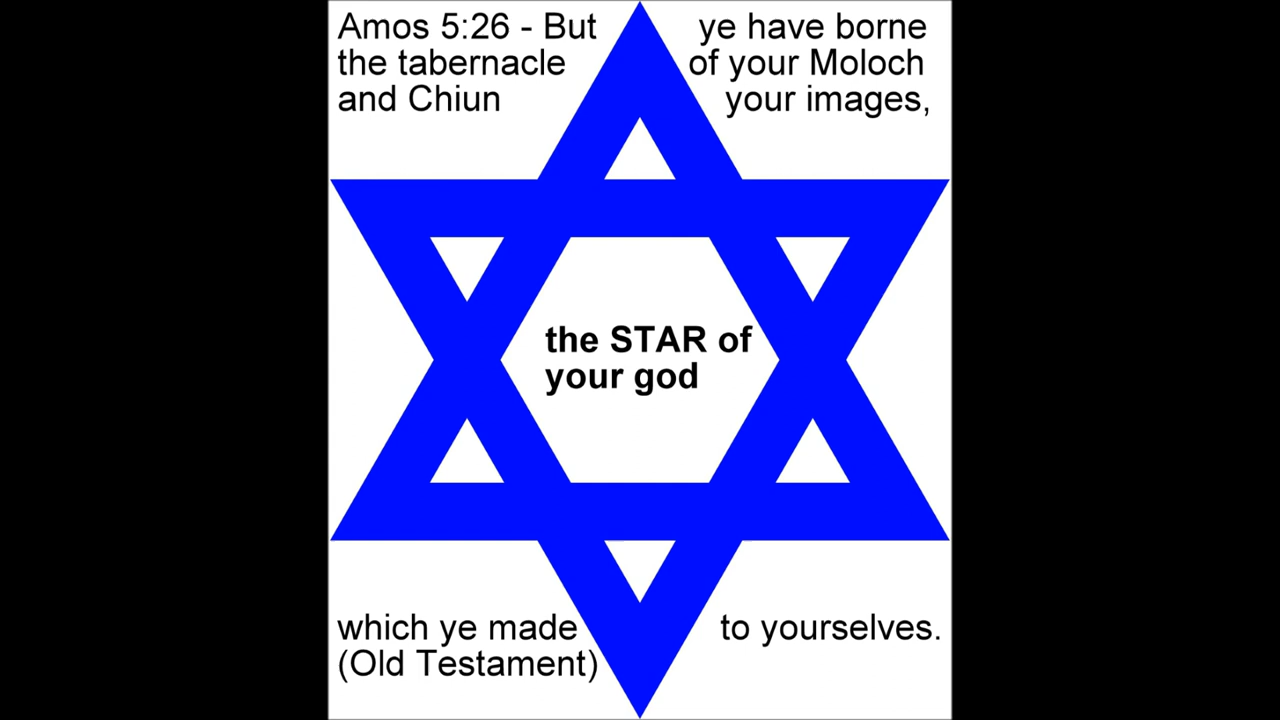 Amos 5:26 - But ye have borne
the tabernacle of your Moloch
and Chiun your images,
the STAR of
your god
which ye made to yourselves.
(Old Testament)